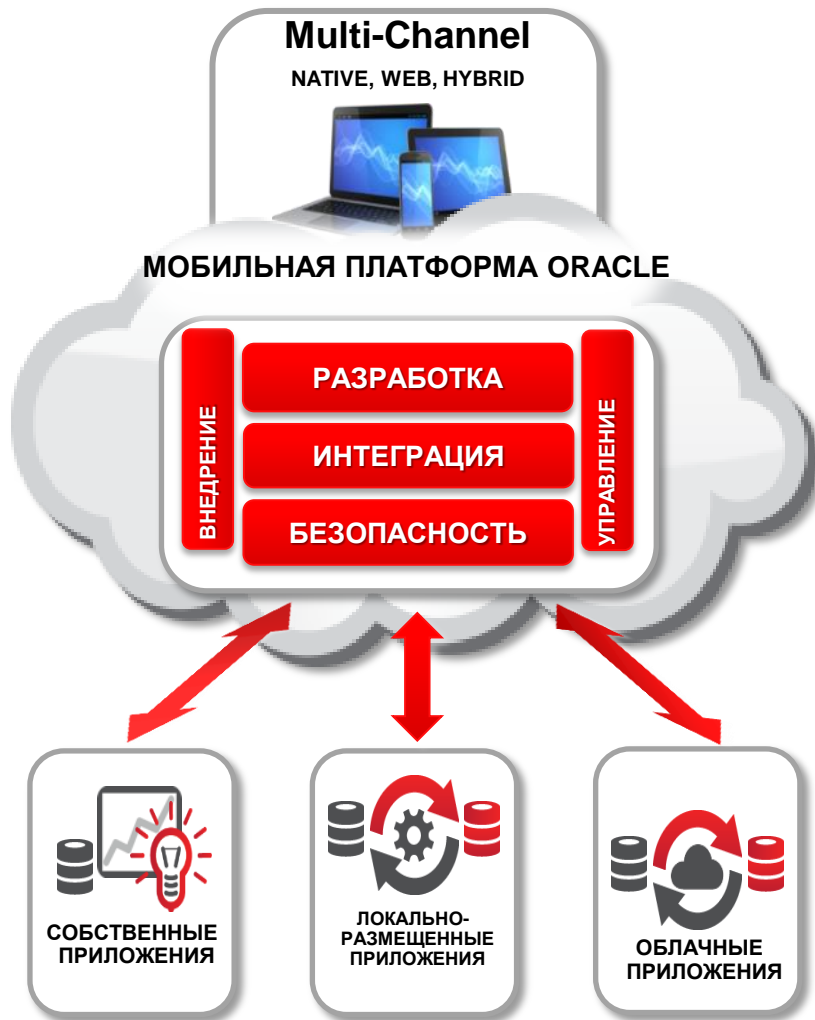 Multi-Channel
NATIVE, WEB, HYBRID
МОБИЛЬНАЯ ПЛАТФОРМА ORACLE
ВНЕДРЕНИЕ
РАЗРАБОТКА
ИНТЕГРАЦИЯ
БЕЗОПАСНОСТЬ
УПРАВЛЕНИЕ
СОБСТВЕННЫЕ
ПРИЛОЖЕНИЯ
ЛОКАЛЬНО-
РАЗМЕЩЕННЫЕ
ПРИЛОЖЕНИЯ
ОБЛАЧНЫЕ
ПРИЛОЖЕНИЯ